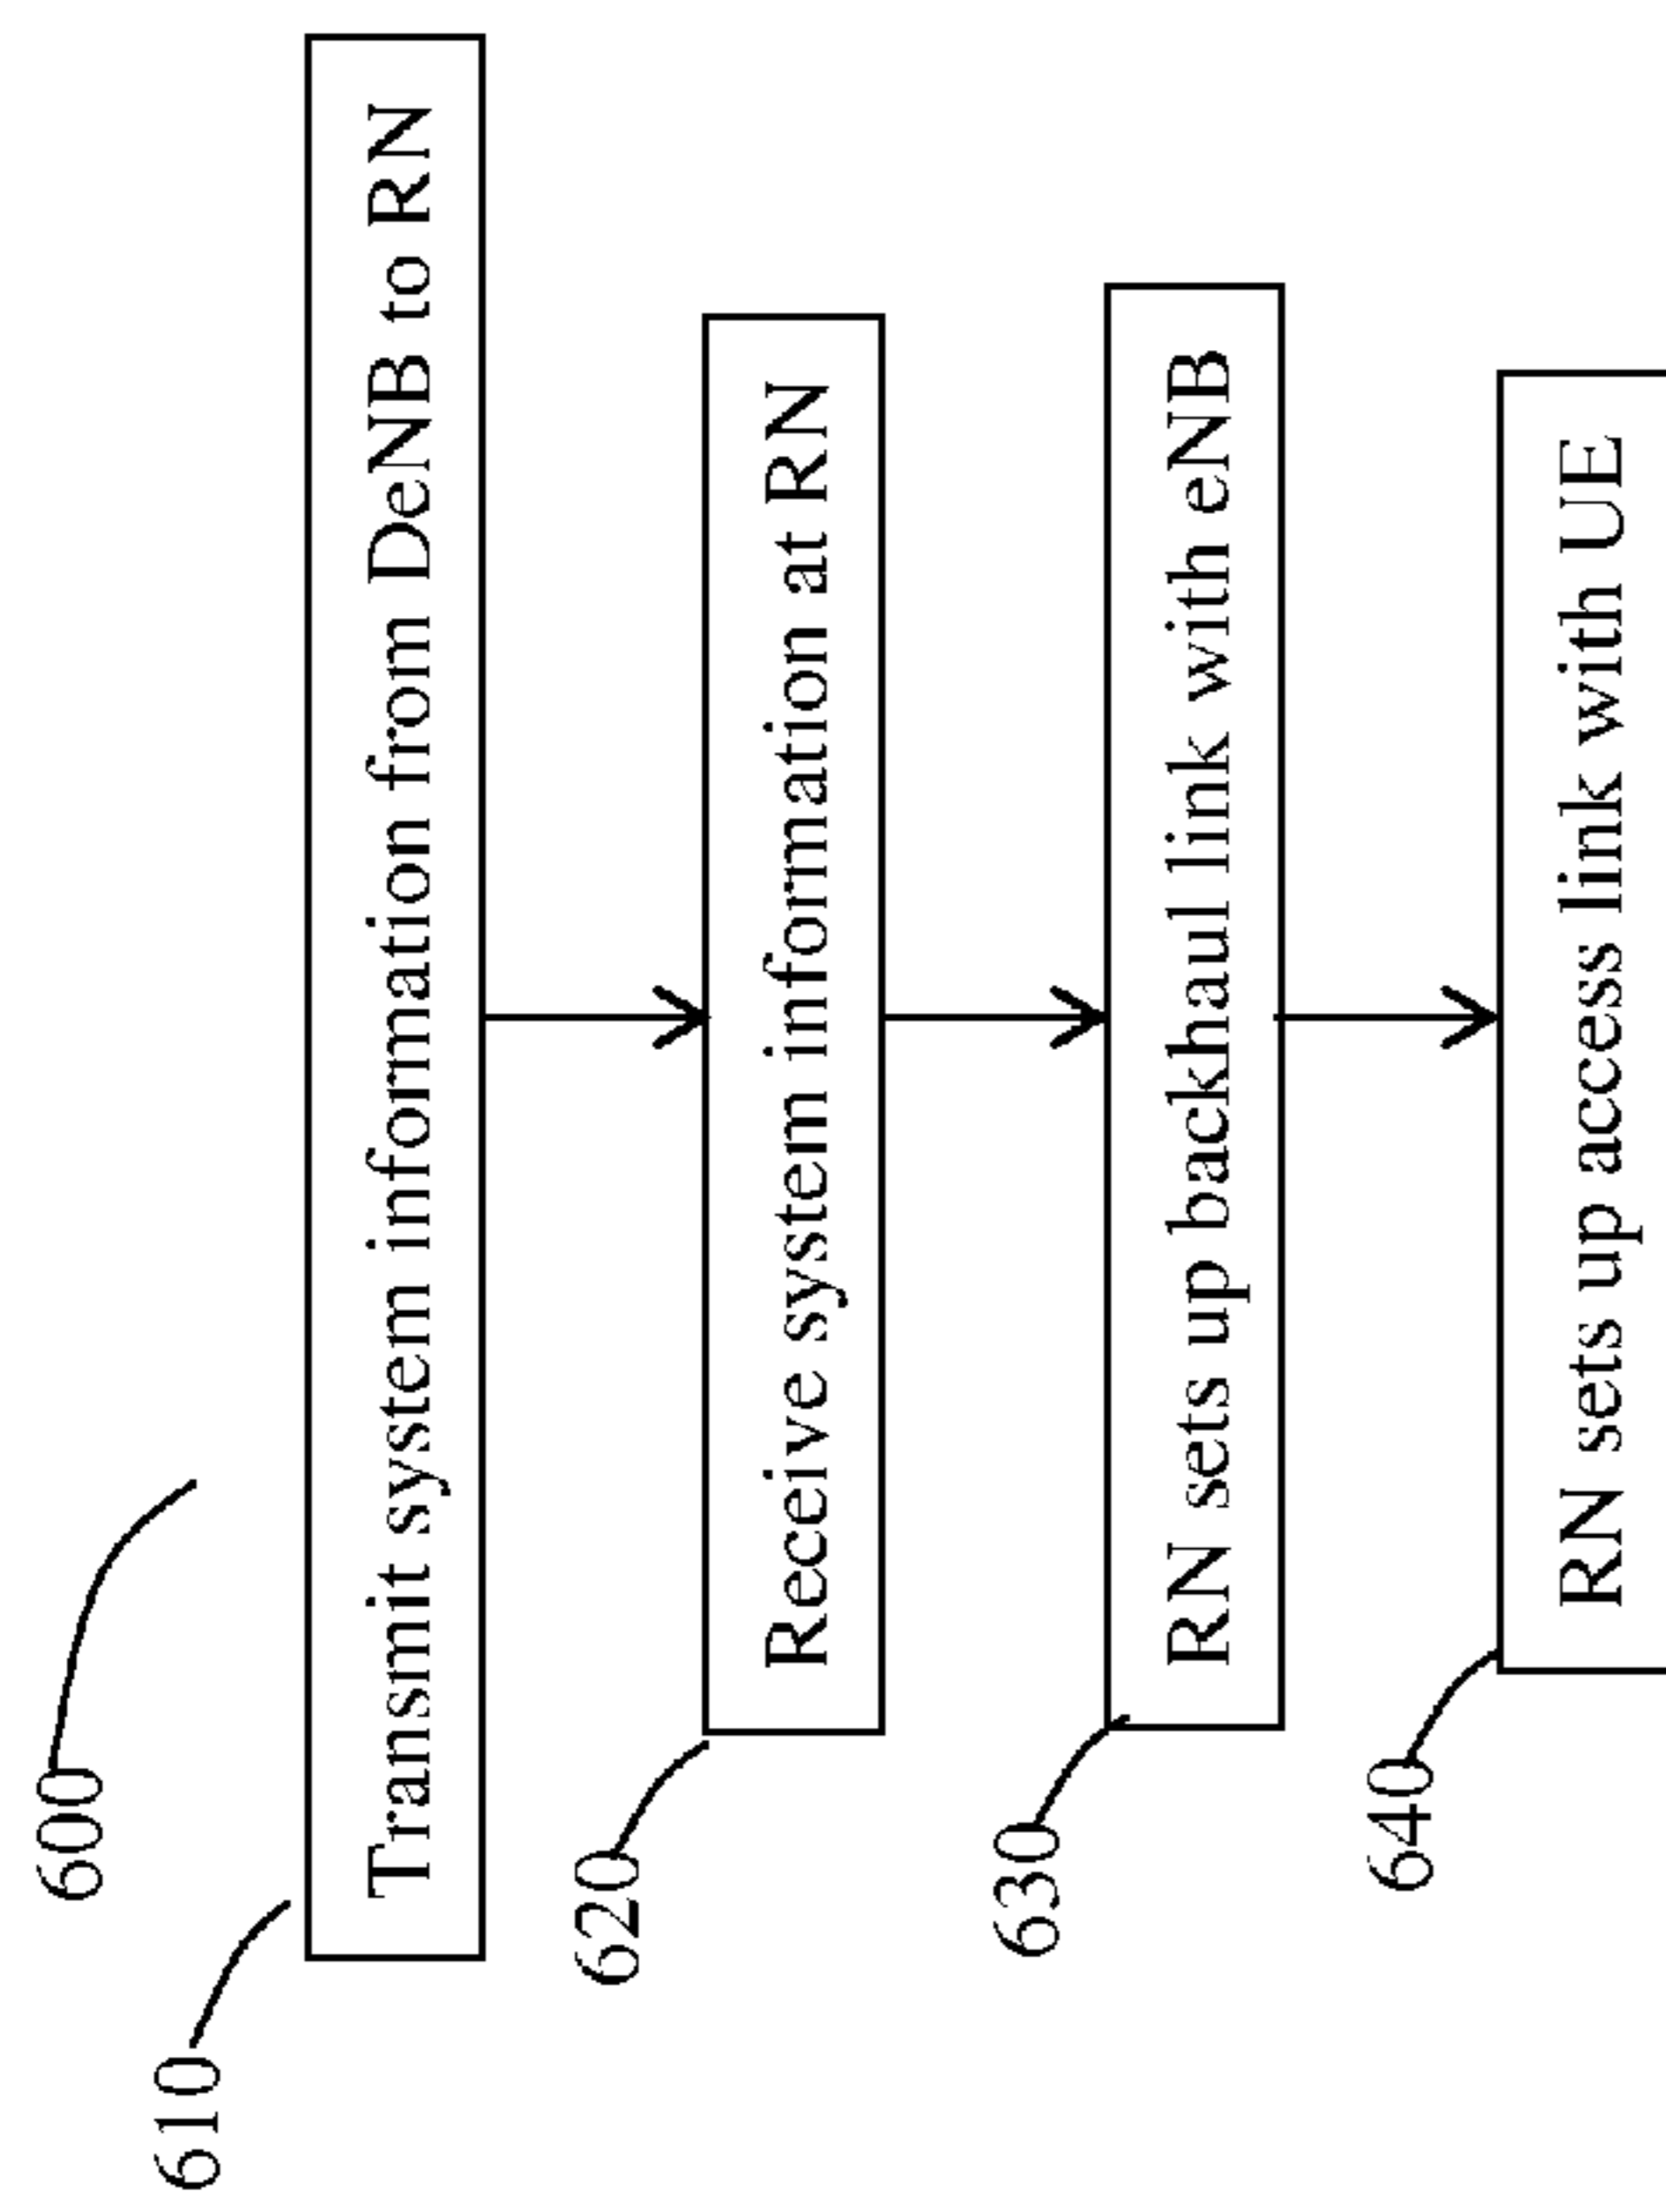 600
610
Transmit system information from DeNB to RN
620
Receive system information at RN
630
RN sets up backhaul link with eNB
640
RN sets up access link with UE